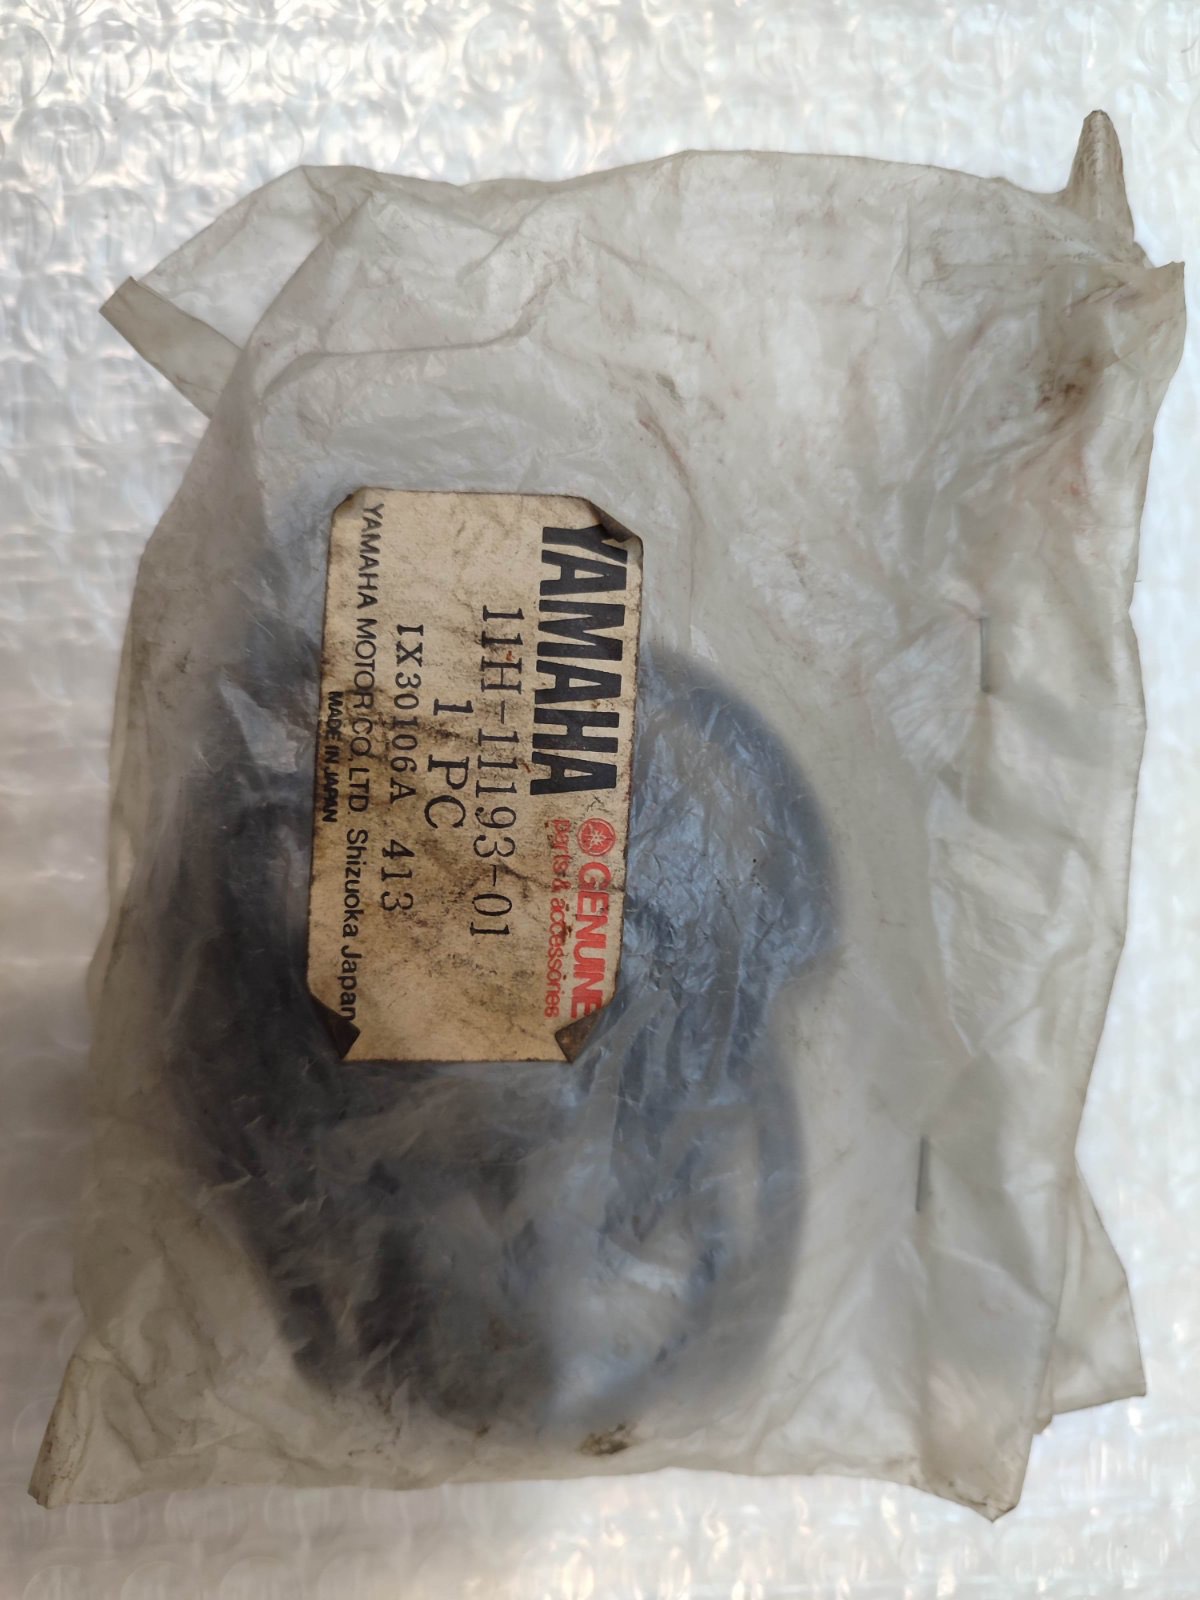 YAMAHA GENUINE
parts & accessories
11H-11193-01
1 PC
IX30106A 413
YAMAHA MOTOR CO., LTD. Shizuoka Japan
MADE IN JAPAN